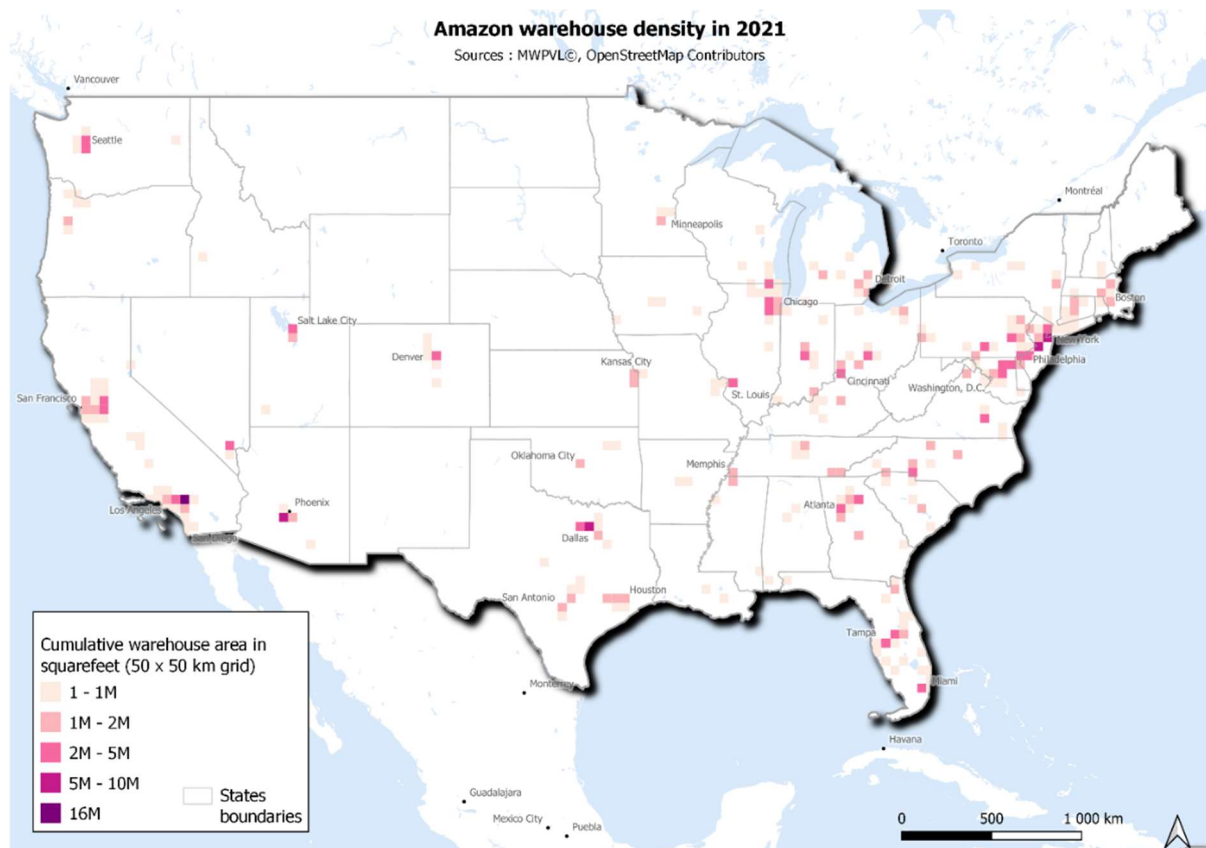 Amazon warehouse density in 2021
Sources : MWPVL©, OpenStreetMap Contributors
Vancouver
Seattle
Montréal
Minneapolis
Toronto
Detroit
Boston
Chicago
Salt Lake City
New York
Denver
Kansas City
Philadelphia
Cincinnati
Washington, D.C.
San Francisco
St. Louis
Oklahoma City
Memphis
Los Angeles
Phoenix
Atlanta
San Diego
Dallas
San Antonio
Houston
Tampa
Miami
Monterrey
Havana
Guadalajara
Mexico City
Puebla
Cumulative warehouse area in
squarefeet (50 x 50 km grid)
1 - 1M
1M - 2M
2M - 5M
5M - 10M
16M
States
boundaries
0 500 1 000 km